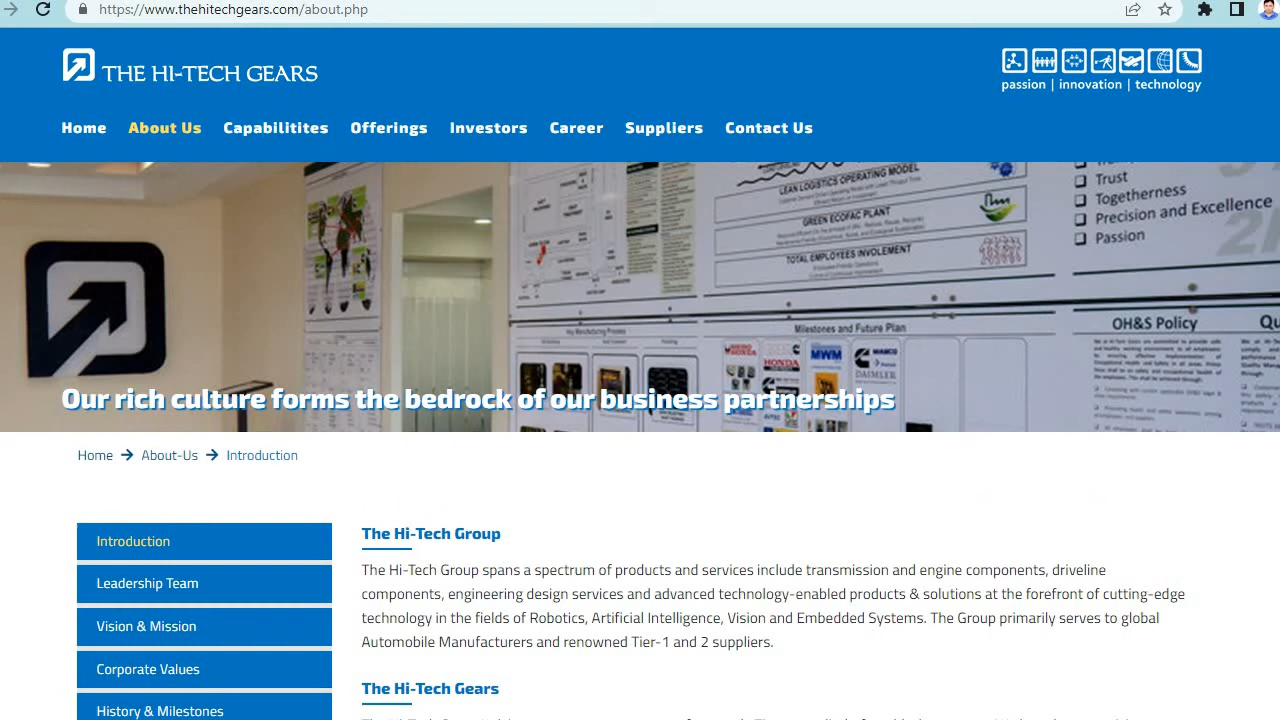 https://www.thehitechgears.com/about.php
THE HI-TECH GEARS
passion | innovation | technology
Home About Us Capabilitites Offerings Investors Career Suppliers Contact Us
LEAN LOGISTICS OPERATING MODEL
GREEN ECOFAC PLANT
TOTAL EMPLOYEES INVOLEMENT
Trust
Togetherness
Precision and Excellence
Passion
Key Manufacturing Process
Milestones and Future Plan
OH&S Policy
HONDA
MWM
DAIMLER
Our rich culture forms the bedrock of our business partnerships
Home → About-Us → Introduction
Introduction
Leadership Team
Vision & Mission
Corporate Values
History & Milestones
The Hi-Tech Group
The Hi-Tech Group spans a spectrum of products and services include transmission and engine components, driveline
components, engineering design services and advanced technology-enabled products & solutions at the forefront of cutting-edge
technology in the fields of Robotics, Artificial Intelligence, Vision and Embedded Systems. The Group primarily serves to global
Automobile Manufacturers and renowned Tier-1 and 2 suppliers.
The Hi-Tech Gears